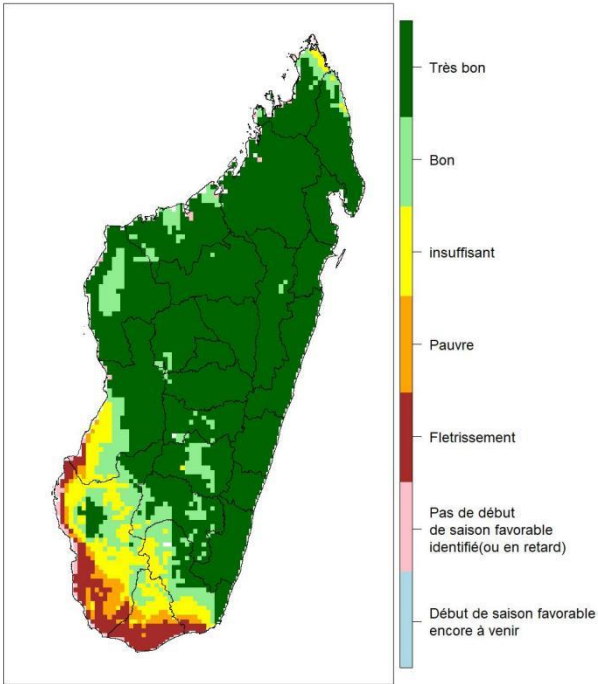 Très bon
Bon
insuffisant
Pauvre
Fletrissement
Pas de début
de saison favorable
identifié(ou en retard)
Début de saison favorable
encore à venir